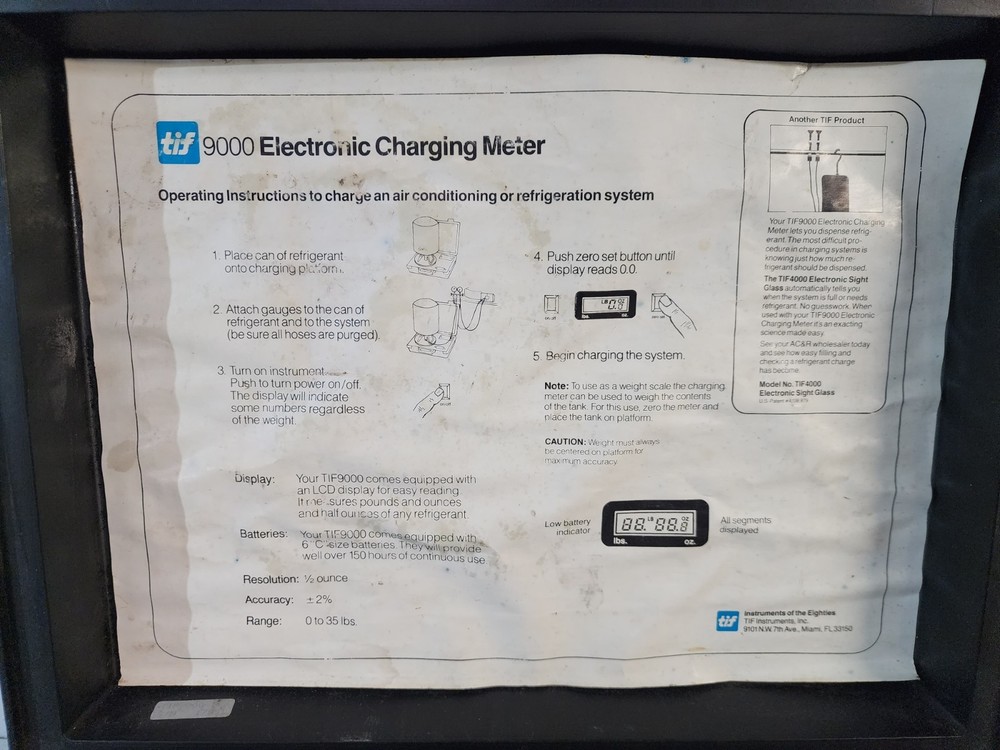 tif 9000 Electronic Charging Meter
Operating Instructions to charge an air conditioning or refrigeration system
1. Place can of refrigerant
onto charging platform.
2. Attach gauges to the can of
refrigerant and to the system
(be sure all hoses are purged).
3. Turn on instrument
Push to turn power on/off.
The display will indicate
some numbers regardless
of the weight.
4. Push zero set button until
display reads 0.0.
LB OZ
lbs. oz.
5. Begin charging the system.
Note: To use as a weight scale the charging
meter can be used to weigh the contents
of the tank. For this use, zero the meter and
place the tank on platform.
CAUTION: Weight must always
be centered on platform for
maximum accuracy
Display: Your TIF9000 comes equipped with
an LCD display for easy reading.
It measures pounds and ounces
and half ounces of any refrigerant.
Batteries: Your TIF9000 comes equipped with
6 "C"-size batteries. They will provide
well over 150 hours of continuous use
Resolution: ½ ounce
Accuracy: ±2%
Range: 0 to 35 lbs.
Low battery
indicator
88. LB 88.8 OZ
lbs. oz.
All segments
displayed
Another TIF Product
Your TIF9000 Electronic Charging
Meter lets you dispense refrig-
erant. The most difficult pro-
cedure in charging systems is
knowing just how much re-
frigerant should be dispensed.
The TIF4000 Electronic Sight
Glass automatically tells you
when the system is full or needs
refrigerant. No guesswork. When
used with your TIF9000 Electronic
Charging Meter it's an exacting
science made easy.
See your AC&R wholesaler today
and see how easy filling and
checking a refrigerant charge
has become.
Model No. TIF4000
Electronic Sight Glass
U.S. Patent
tif
Instruments of the Eighties
TIF Instruments, Inc.
9101 N.W. 7th Ave., Miami, FL 33150